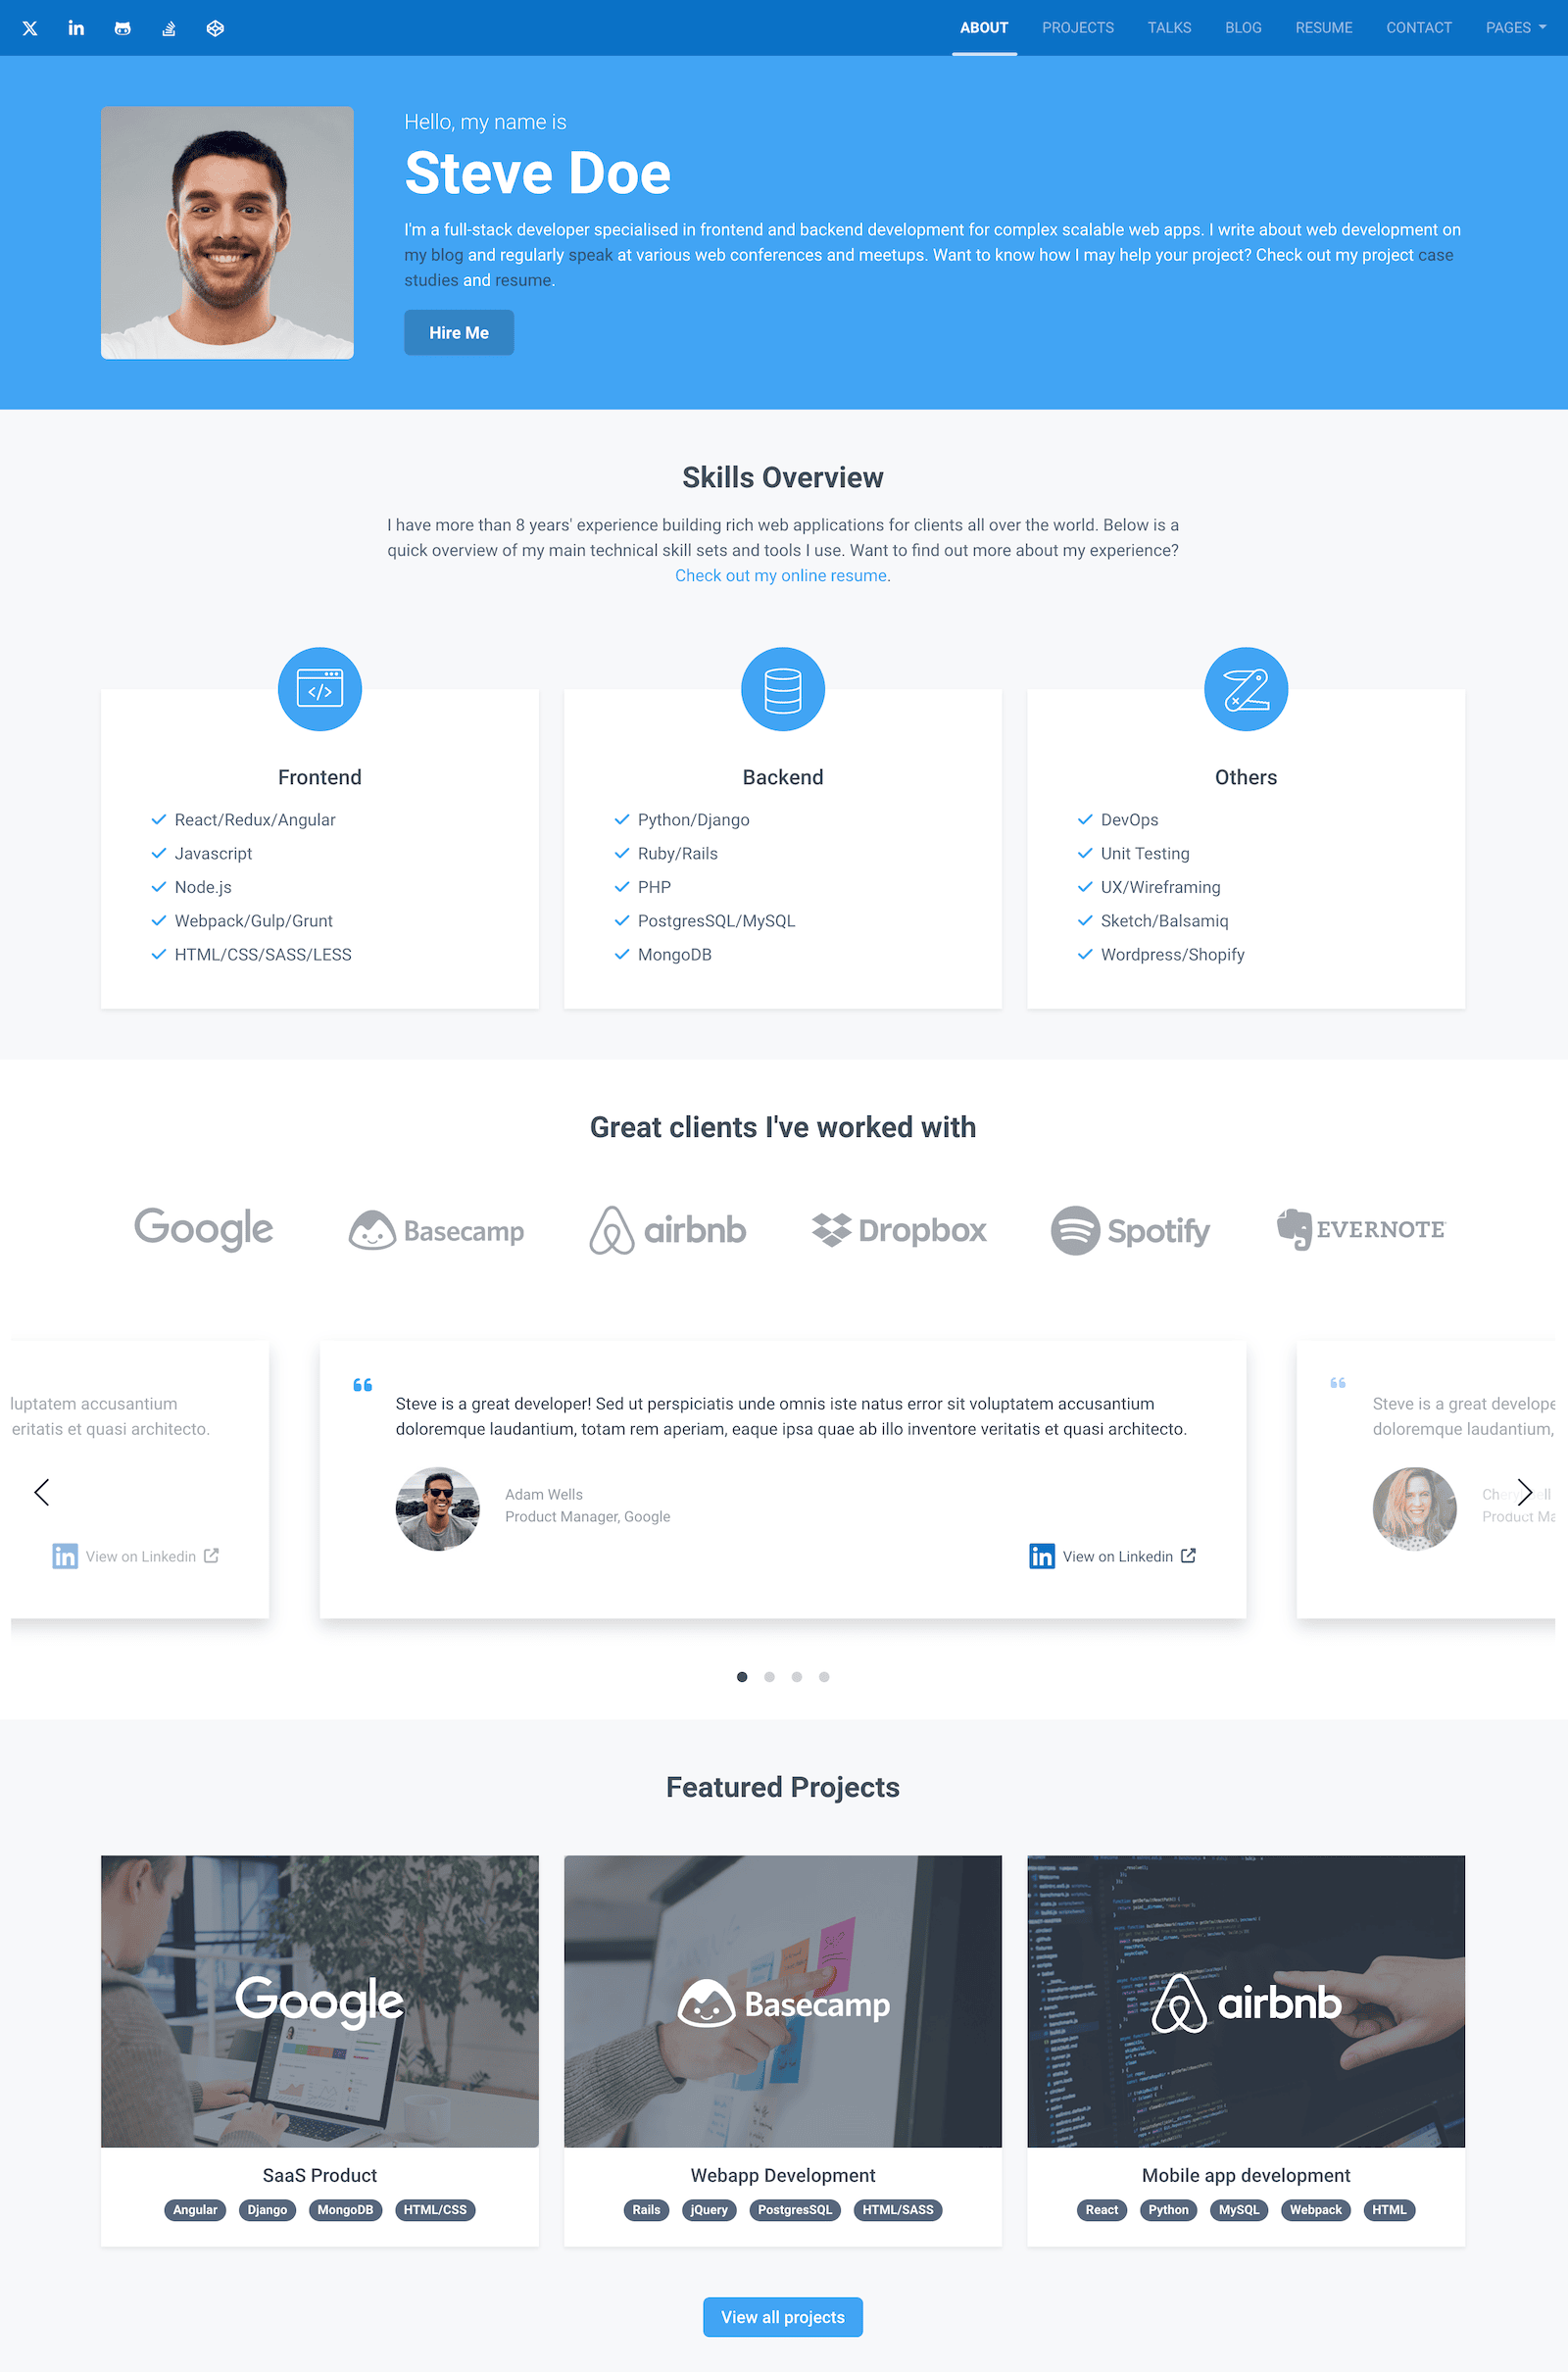 ABOUT PROJECTS TALKS BLOG RESUME CONTACT PAGES
Hello, my name is
Steve Doe
I'm a full-stack developer specialised in frontend and backend development for complex scalable web apps. I write about web development on
my blog and regularly speak at various web conferences and meetups. Want to know how I may help your project? Check out my project case
studies and resume.
Hire Me
Skills Overview
I have more than 8 years' experience building rich web applications for clients all over the world. Below is a
quick overview of my main technical skill sets and tools I use. Want to find out more about my experience?
Check out my online resume.
Frontend
React/Redux/Angular
Javascript
Node.js
Webpack/Gulp/Grunt
HTML/CSS/SASS/LESS
Backend
Python/Django
Ruby/Rails
PHP
PostgresSQL/MySQL
MongoDB
Others
DevOps
Unit Testing
UX/Wireframing
Sketch/Balsamiq
Wordpress/Shopify
Great clients I've worked with
Google Basecamp airbnb Dropbox Spotify EVERNOTE
luptatem accusantium
eritatis et quasi architecto.
View on Linkedin
Steve is a great developer! Sed ut perspiciatis unde omnis iste natus error sit voluptatem accusantium
doloremque laudantium, totam rem aperiam, eaque ipsa quae ab illo inventore veritatis et quasi architecto.
Adam Wells
Product Manager, Google
View on Linkedin
Steve is a great develope
doloremque laudantium,
Product Ma
Featured Projects
Google
SaaS Product
Angular Django MongoDB HTML/CSS
Basecamp
Webapp Development
Rails jQuery PostgresSQL HTML/SASS
airbnb
Mobile app development
React Python MySQL Webpack HTML
View all projects